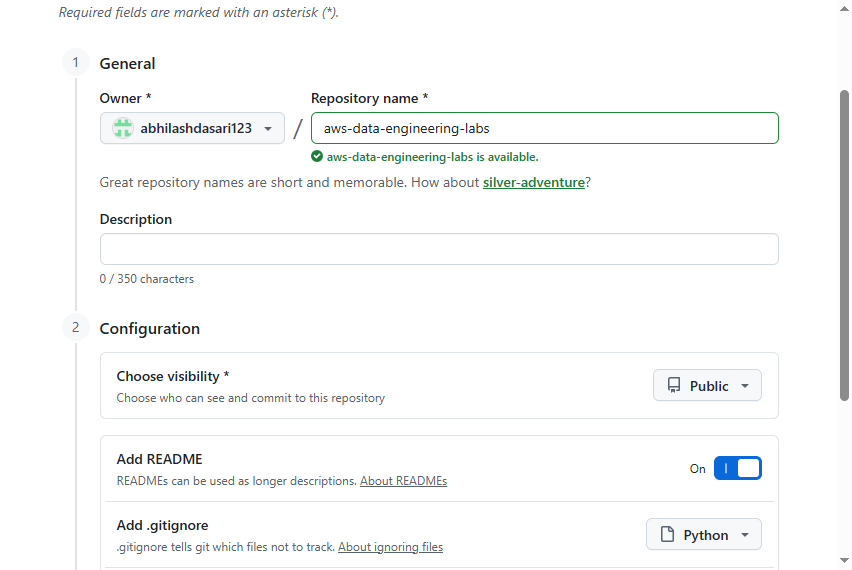 Required fields are marked with an asterisk (*).
1 General
Owner * Repository name *
abhilashdasari123 / aws-data-engineering-labs
aws-data-engineering-labs is available.
Great repository names are short and memorable. How about silver-adventure?
Description
0 / 350 characters
2 Configuration
Choose visibility *
Choose who can see and commit to this repository
Public
Add README
READMEs can be used as longer descriptions. About READMEs
On
Add .gitignore
.gitignore tells git which files not to track. About ignoring files
Python